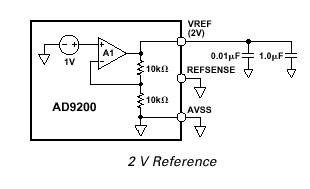 VREF
(2V)
A1
1V
0.01µF
1.0µF
10kΩ
REFSENSE
10kΩ
AVSS
AD9200
2 V Reference